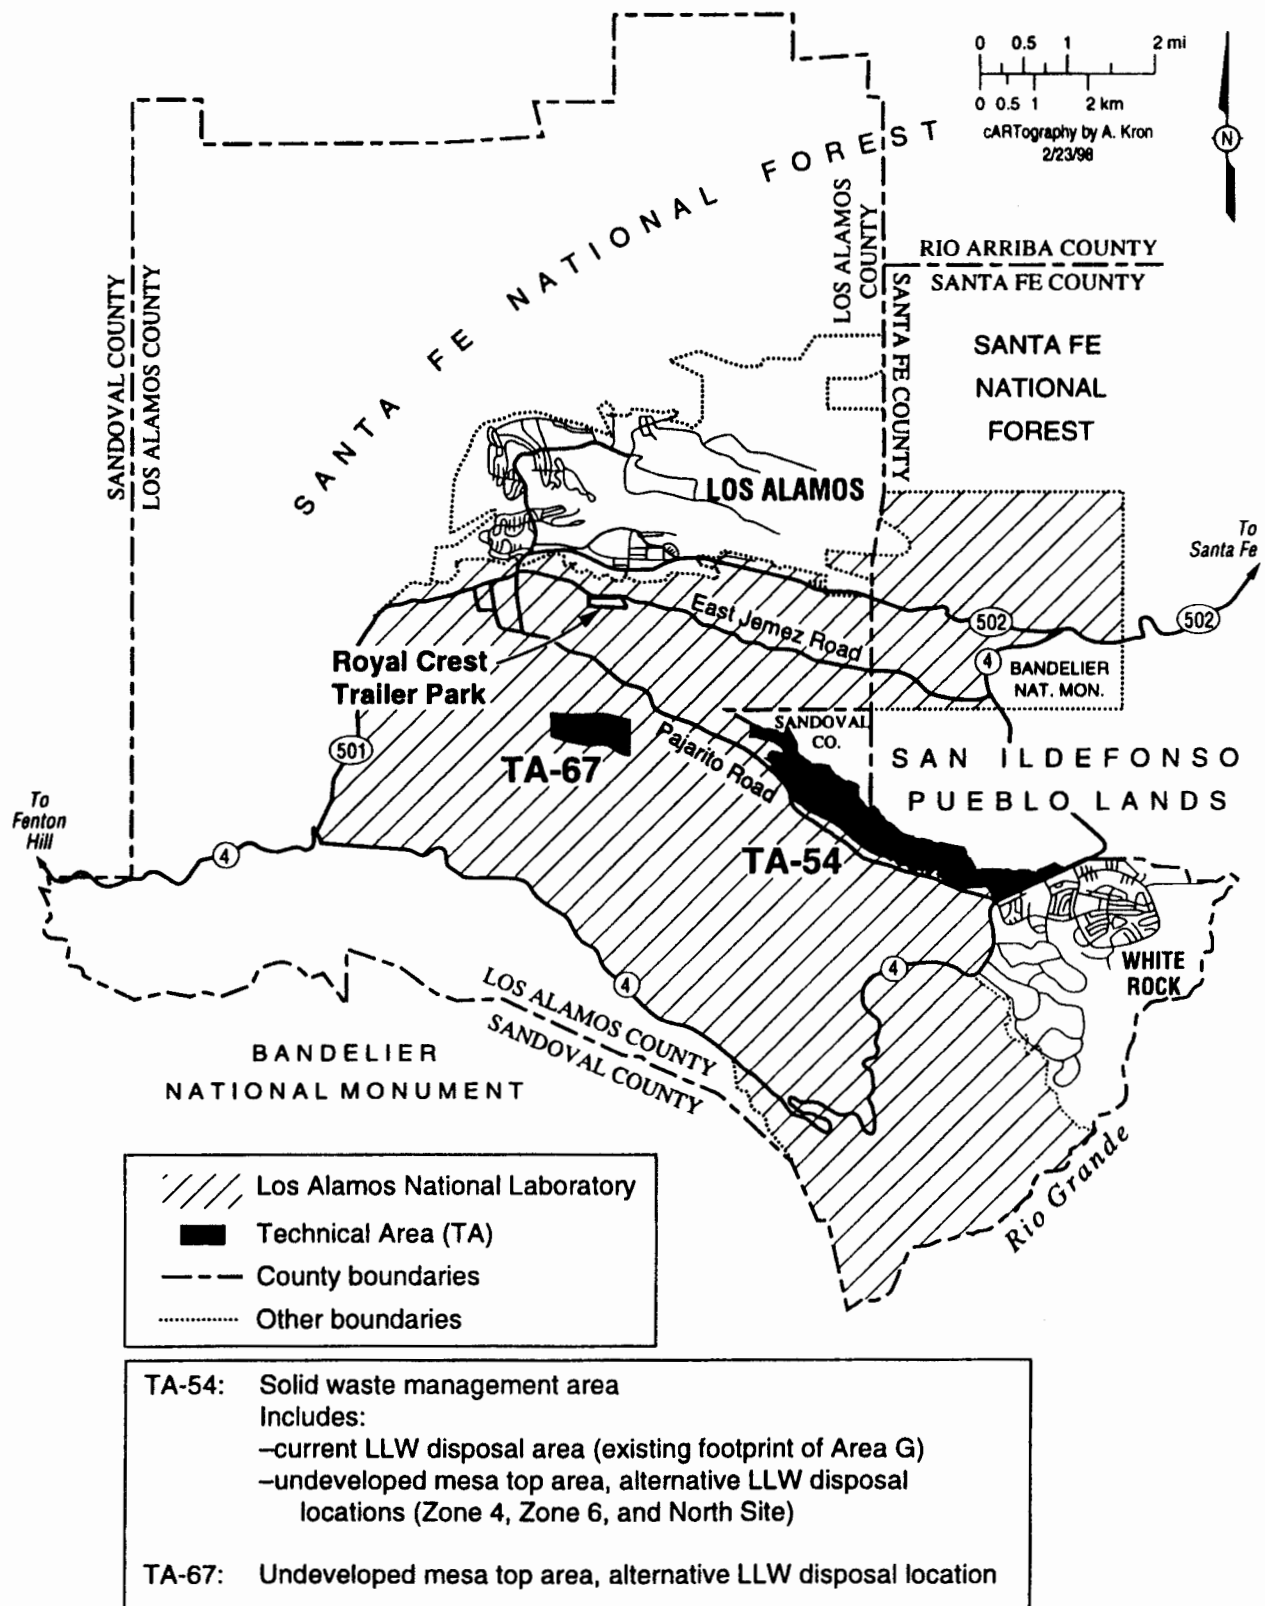 0 0.5 1 2 mi
0 0.5 1 2 km
cARTography by A. Kron
2/23/98
N
SANTA FE NATIONAL FOREST
LOS ALAMOS
COUNTY
RIO ARRIBA COUNTY
SANTA FE COUNTY
SANTA FE COUNTY
SANDOVAL COUNTY
LOS ALAMOS COUNTY
SANTA FE
NATIONAL
FOREST
LOS ALAMOS
To
Santa Fe
East Jemez Road
502
502
4
BANDELIER
NAT. MON.
Royal Crest
Trailer Park
501
TA-67
Pajarito Road
SANDOVAL
CO.
SAN ILDEFONSO
PUEBLO LANDS
To
Fenton
Hill
4
TA-54
WHITE
ROCK
4
4
LOS ALAMOS COUNTY
SANDOVAL COUNTY
BANDELIER
NATIONAL MONUMENT
Rio Grande
Los Alamos National Laboratory
Technical Area (TA)
County boundaries
Other boundaries
TA-54: Solid waste management area
Includes:
–current LLW disposal area (existing footprint of Area G)
–undeveloped mesa top area, alternative LLW disposal
locations (Zone 4, Zone 6, and North Site)
TA-67: Undeveloped mesa top area, alternative LLW disposal location